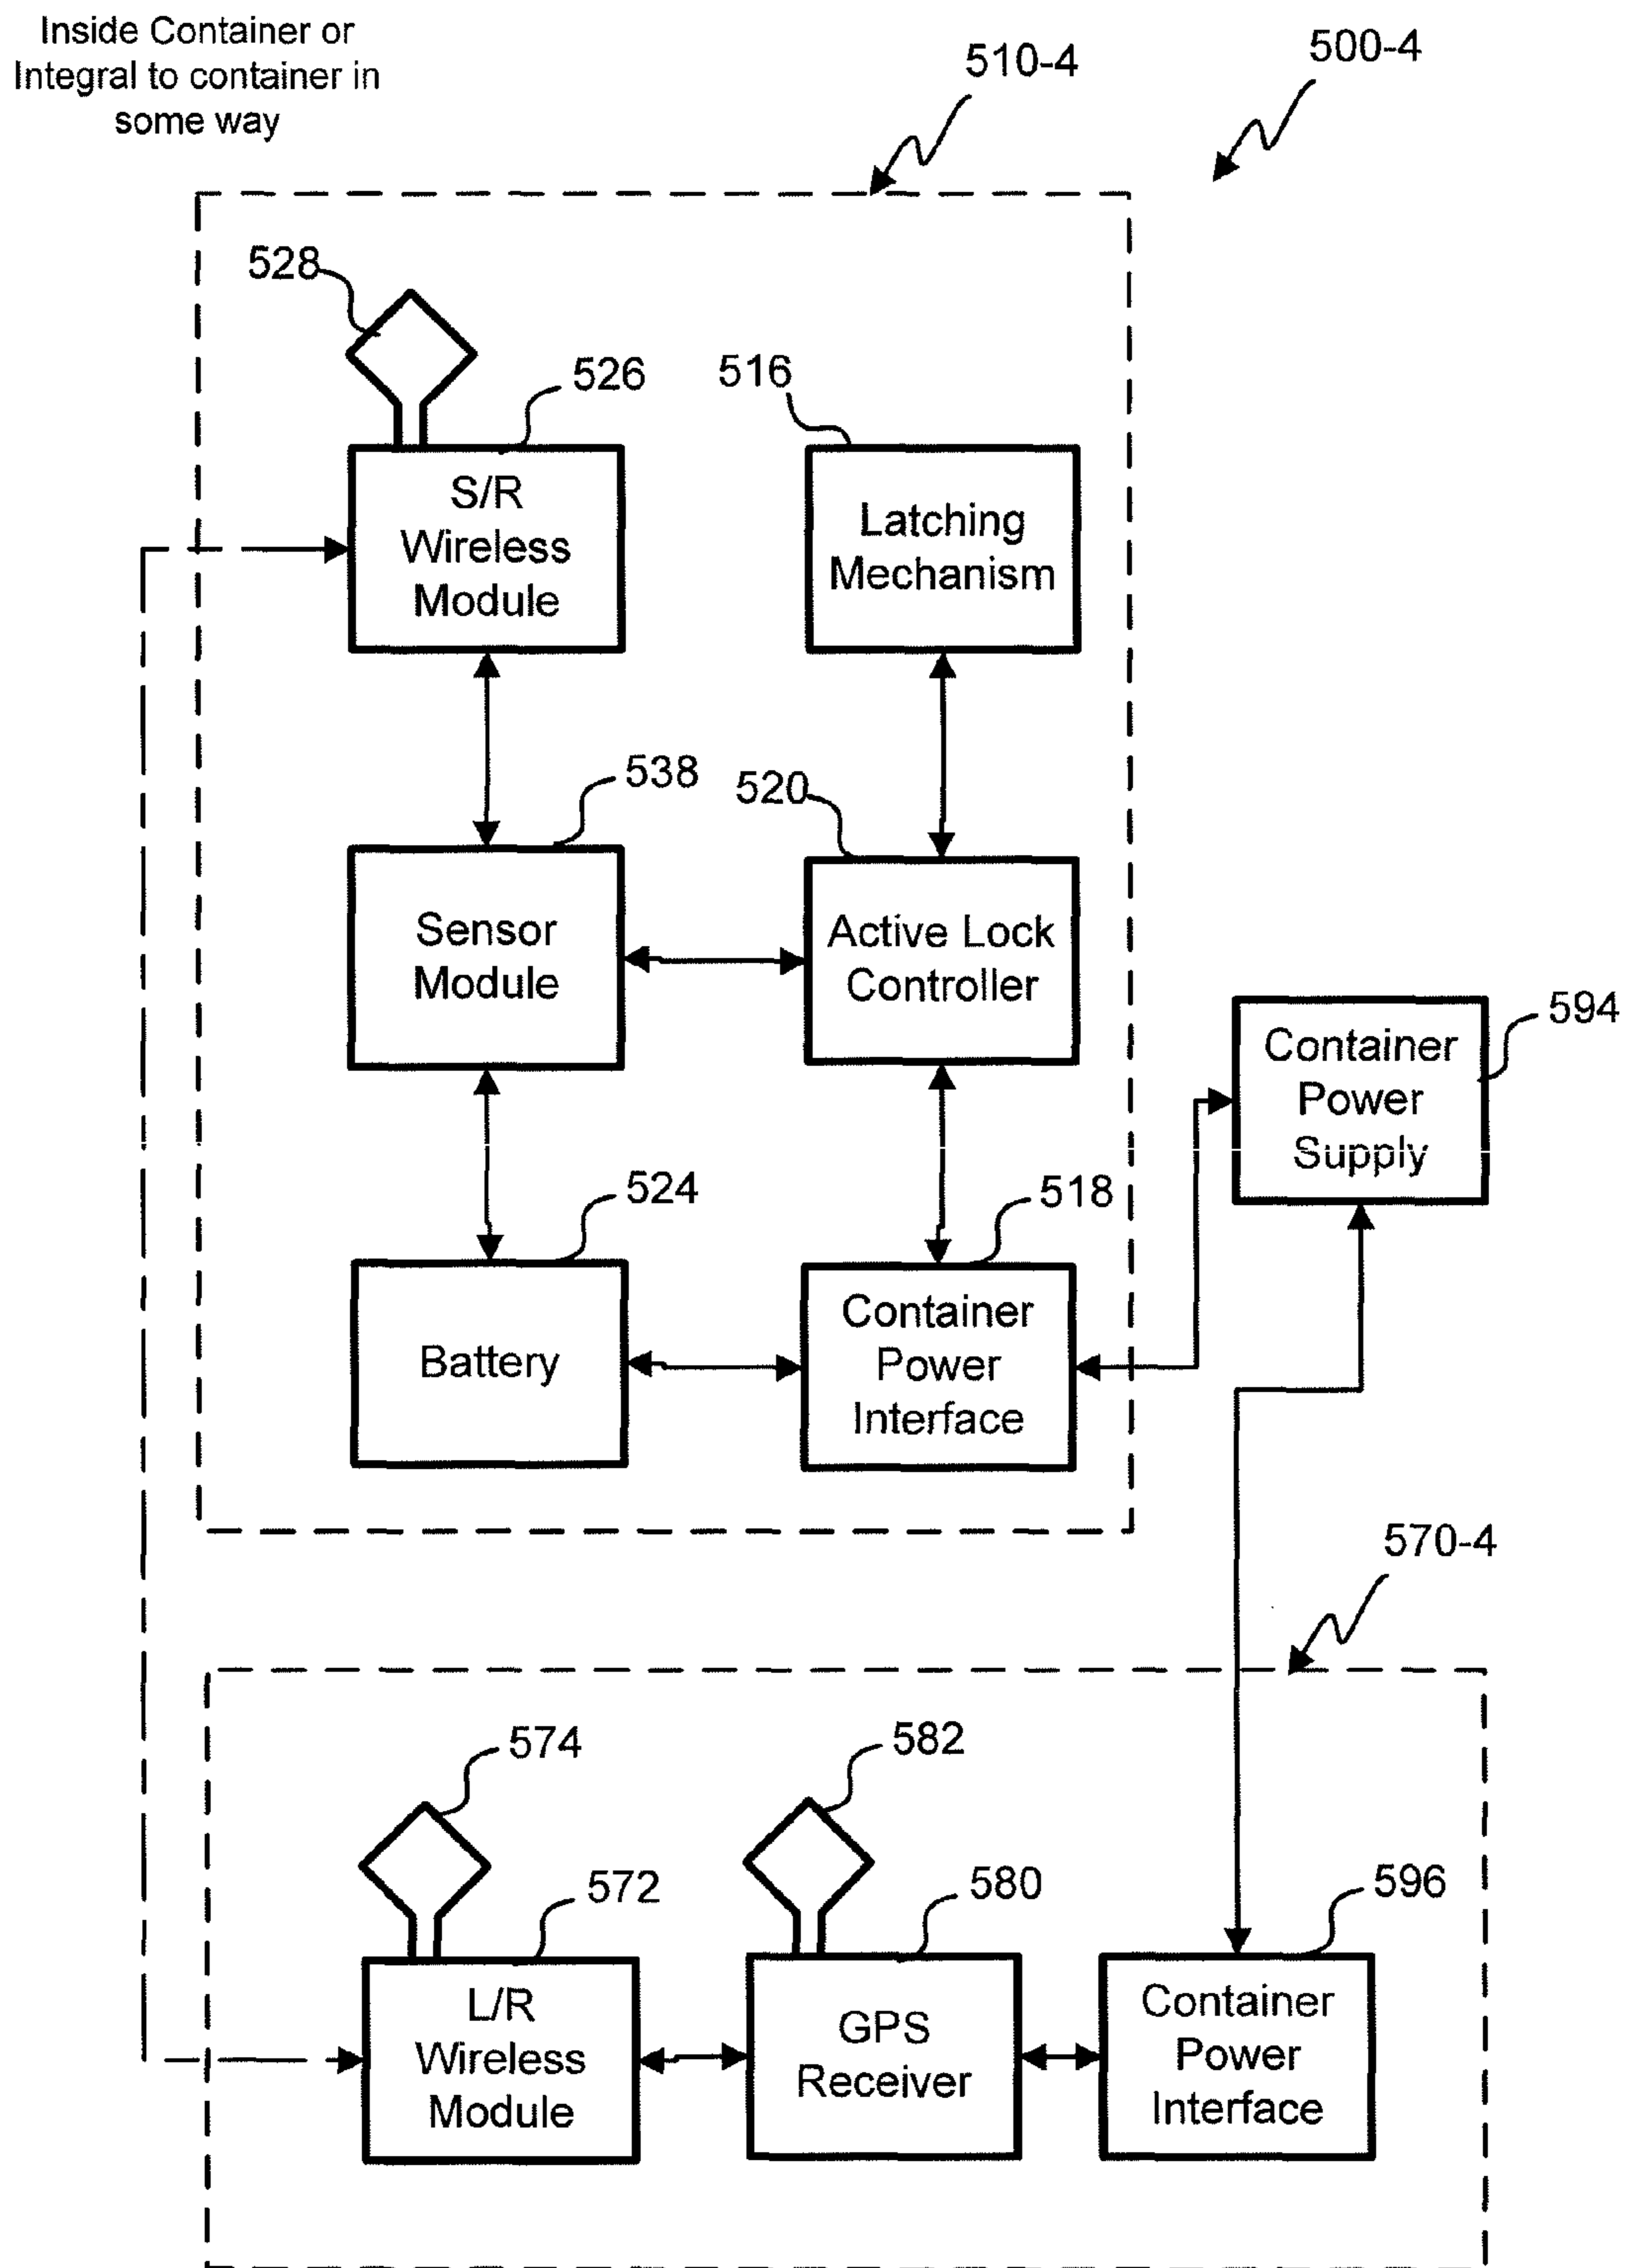 Inside Container or
Integral to container in
some way
510-4
500-4
528
526
516
S/R
Wireless
Module
Latching
Mechanism
538
520
Sensor
Module
Active Lock
Controller
594
Container
Power
Supply
524
518
Battery
Container
Power
Interface
570-4
574
582
572
580
596
L/R
Wireless
Module
GPS
Receiver
Container
Power
Interface